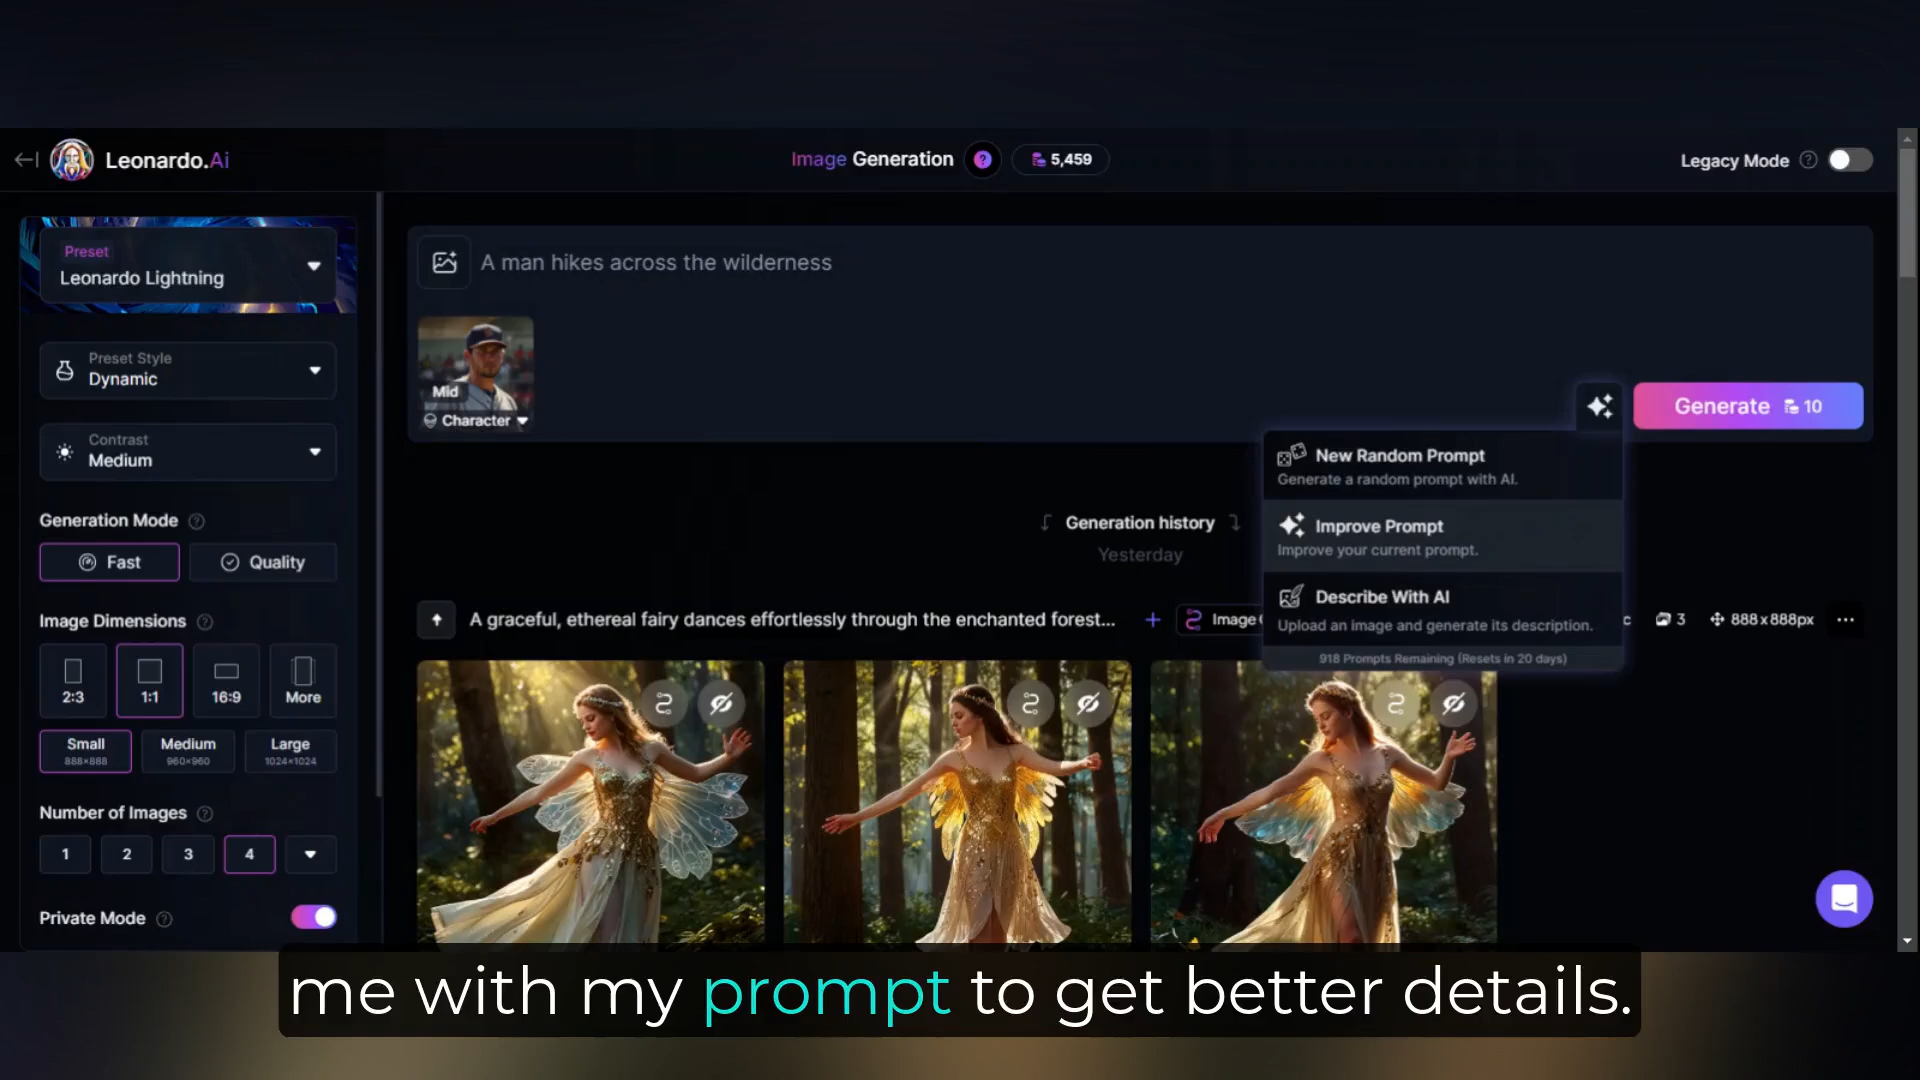 Leonardo.Ai
Image Generation
5,459
Legacy Mode
Preset
Leonardo Lightning
Preset Style
Dynamic
Contrast
Medium
Generation Mode
Fast
Quality
Image Dimensions
2:3
1:1
16:9
More
Small
888×888
Medium
960×960
Large
1024×1024
Number of Images
1
2
3
4
Private Mode
A man hikes across the wilderness
Mid
Character
Generate 10
New Random Prompt
Generate a random prompt with AI.
Improve Prompt
Improve your current prompt.
Describe With AI
Upload an image and generate its description.
918 Prompts Remaining (Resets in 20 days)
Generation history
Yesterday
A graceful, ethereal fairy dances effortlessly through the enchanted forest...
Image
3
888x888px
me with my prompt to get better details.